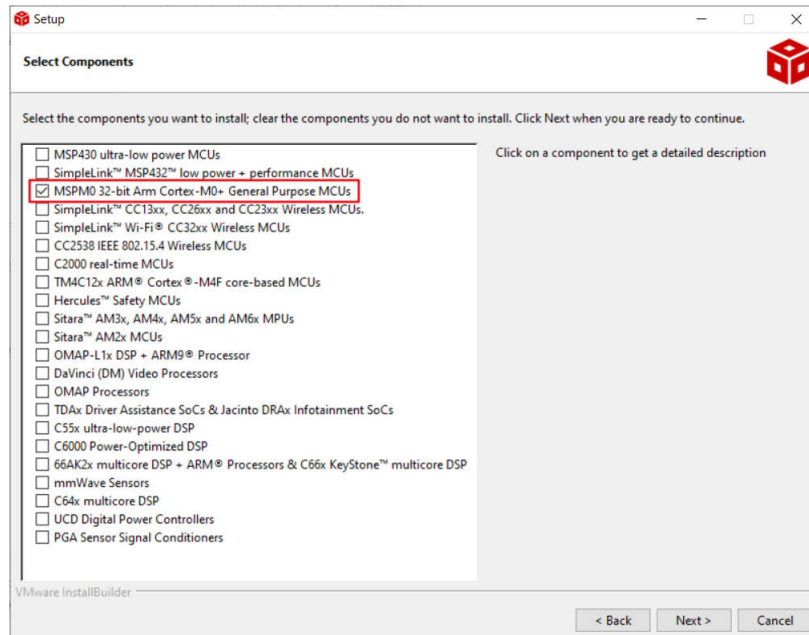 Setup
Select Components
Select the components you want to install; clear the components you do not want to install. Click Next when you are ready to continue.
MSP430 ultra-low power MCUs
SimpleLink™ MSP432™ low power + performance MCUs
MSPM0 32-bit Arm Cortex-M0+ General Purpose MCUs
SimpleLink™ CC13xx, CC26xx and CC23xx Wireless MCUs.
SimpleLink™ Wi-Fi® CC32xx Wireless MCUs
CC2538 IEEE 802.15.4 Wireless MCUs
C2000 real-time MCUs
TM4C12x ARM® Cortex®-M4F core-based MCUs
Hercules™ Safety MCUs
Sitara™ AM3x, AM4x, AM5x and AM6x MPUs
Sitara™ AM2x MCUs
OMAP-L1x DSP + ARM9® Processor
DaVinci (DM) Video Processors
OMAP Processors
TDAx Driver Assistance SoCs & Jacinto DRAx Infotainment SoCs
C55x ultra-low-power DSP
C6000 Power-Optimized DSP
66AK2x multicore DSP + ARM® Processors & C66x KeyStone™ multicore DSP
mmWave Sensors
C64x multicore DSP
UCD Digital Power Controllers
PGA Sensor Signal Conditioners
Click on a component to get a detailed description
VMware InstallBuilder
< Back
Next >
Cancel